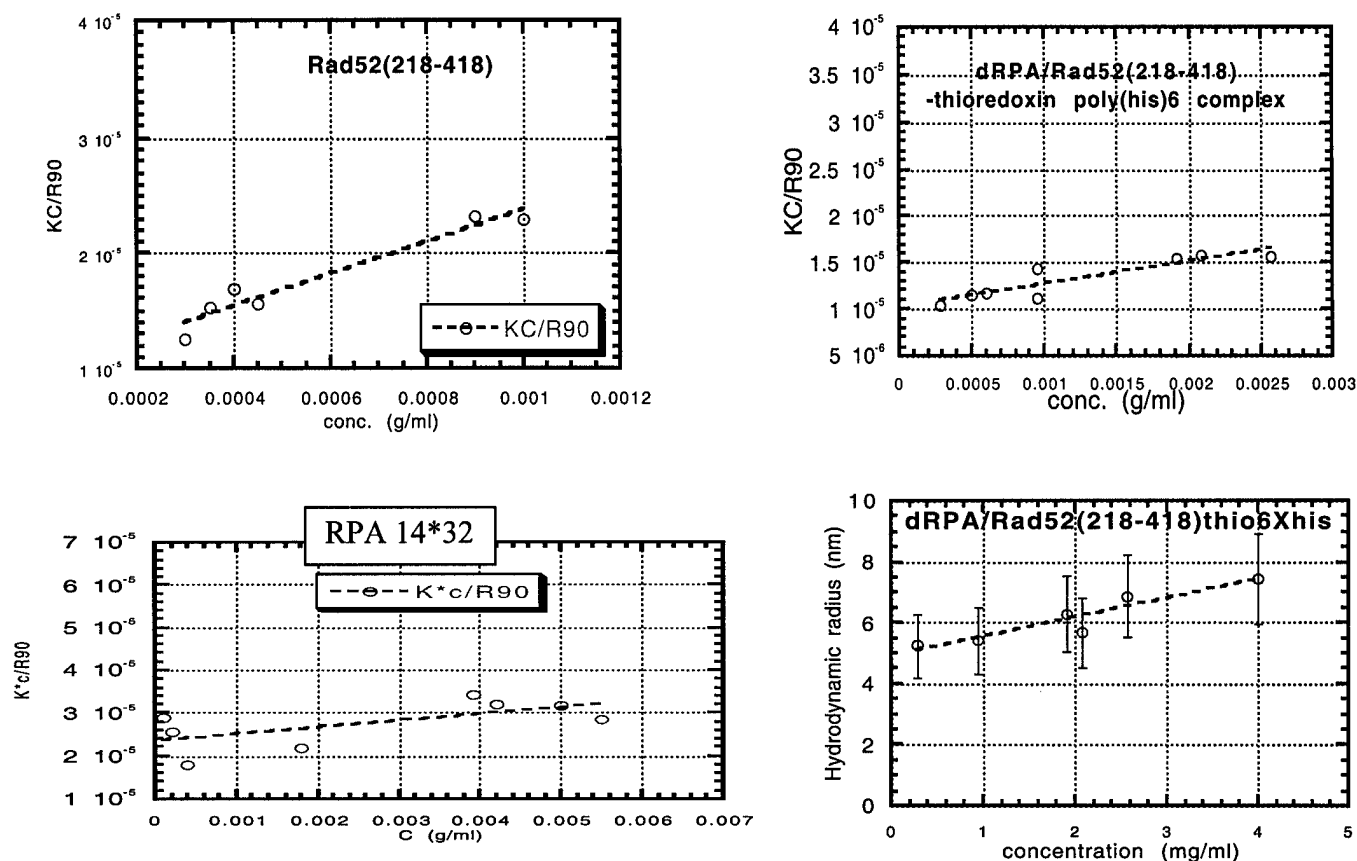 4 10⁻⁵
3 10⁻⁵
2 10⁻⁵
1 10⁻⁵
KC/R90
Rad52(218-418)
KC/R90
0.0002 0.0004 0.0006 0.0008 0.001 0.0012
conc. (g/ml)
4 10⁻⁵
3.5 10⁻⁵
3 10⁻⁵
2.5 10⁻⁵
2 10⁻⁵
1.5 10⁻⁵
1 10⁻⁵
5 10⁻⁶
KC/R90
dRPA/Rad52(218-418)
-thioredoxin poly(his)6 complex
0 0.0005 0.001 0.0015 0.002 0.0025 0.003
conc. (g/ml)
RPA 14*32
K*c/R90
7 10⁻⁵
6 10⁻⁵
5 10⁻⁵
4 10⁻⁵
3 10⁻⁵
2 10⁻⁵
1 10⁻⁵
K*c/R90
0 0.001 0.002 0.003 0.004 0.005 0.006 0.007
C (g/ml)
10
8
6
4
2
0
Hydrodynamic radius (nm)
dRPA/Rad52(218-418)thio6Xhis
0 1 2 3 4 5
concentration (mg/ml)